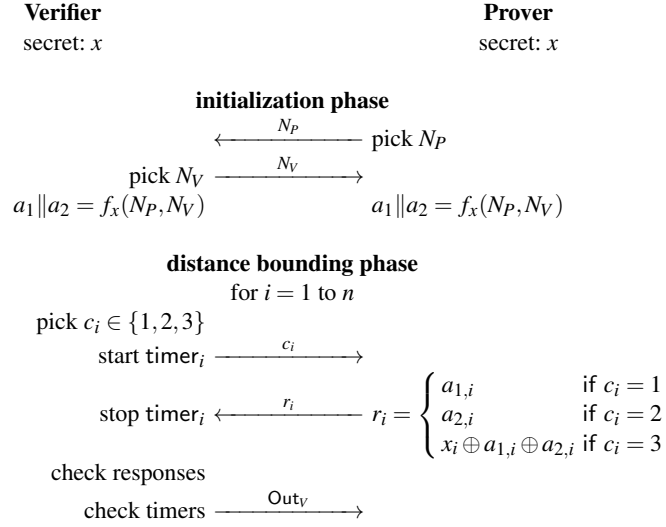 Verifier Prover
secret: x secret: x
initialization phase
N_P
pick N_P
pick N_V N_V
a_1∥a_2 = f_x(N_P, N_V) a_1∥a_2 = f_x(N_P, N_V)
distance bounding phase
for i = 1 to n
pick c_i ∈ {1,2,3}
start timer_i c_i
stop timer_i r_i r_i = { a_{1,i} if c_i = 1
a_{2,i} if c_i = 2
x_i ⊕ a_{1,i} ⊕ a_{2,i} if c_i = 3
check responses
check timers Out_V